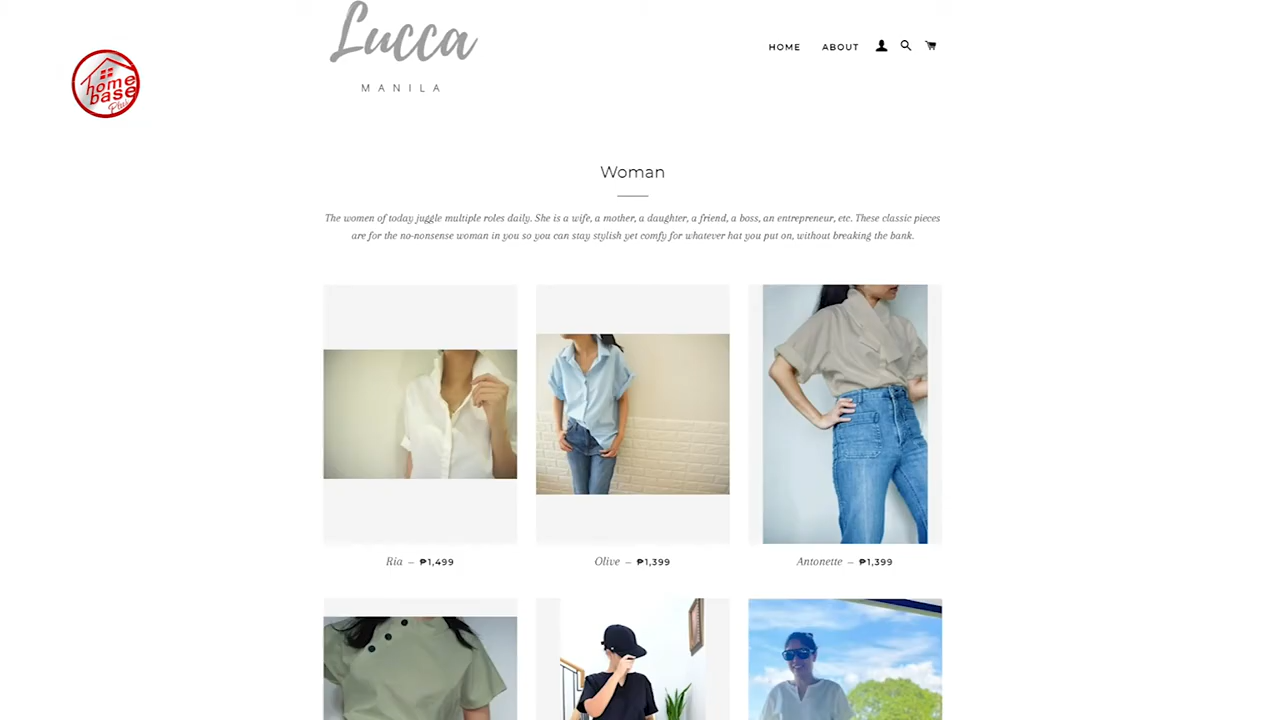 Lucca
MANILA
HOME ABOUT
home
base
Plus
Woman
The women of today juggle multiple roles daily. She is a wife, a mother, a daughter, a friend, a boss, an entrepreneur, etc. These classic pieces
are for the no-nonsense woman in you so you can stay stylish yet comfy for whatever hat you put on, without breaking the bank.
Ria – ₱1,499
Olive – ₱1,399
Antonette – ₱1,399